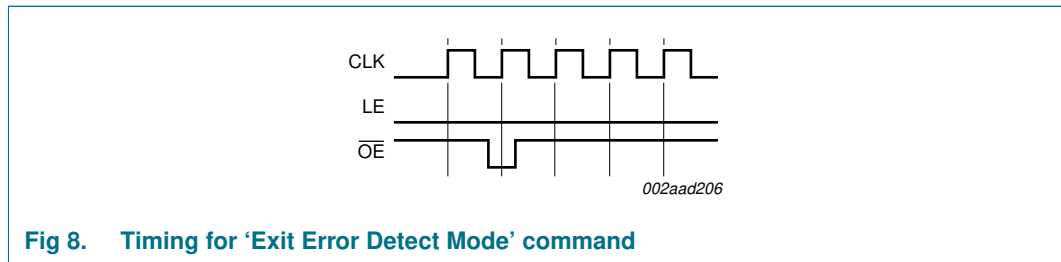 CLK
LE
OE
002aad206
Fig 8. Timing for ‘Exit Error Detect Mode’ command